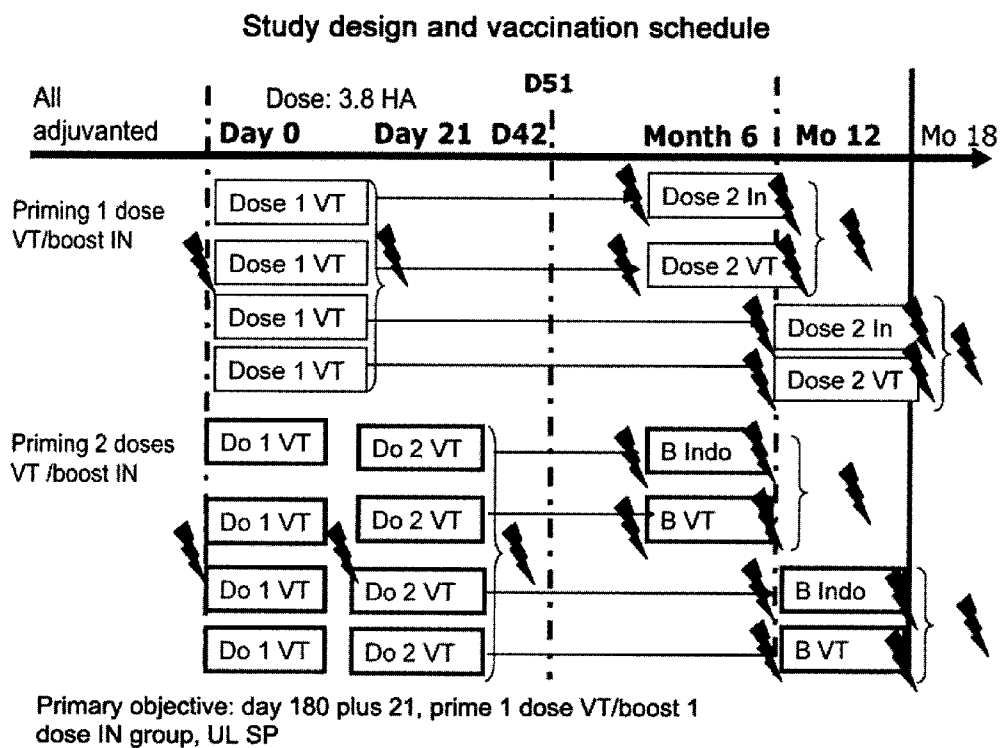 Study design and vaccination schedule
All
adjuvanted
Dose: 3.8 HA
D51
Day 0
Day 21
D42
Month 6
Mo 12
Mo 18
Priming 1 dose
VT/boost IN
Dose 1 VT
Dose 2 In
Dose 1 VT
Dose 2 VT
Dose 1 VT
Dose 2 In
Dose 1 VT
Dose 2 VT
Priming 2 doses
VT /boost IN
Do 1 VT
Do 2 VT
B Indo
Do 1 VT
Do 2 VT
B VT
Do 1 VT
Do 2 VT
B Indo
Do 1 VT
Do 2 VT
B VT
Primary objective: day 180 plus 21, prime 1 dose VT/boost 1
dose IN group, UL SP